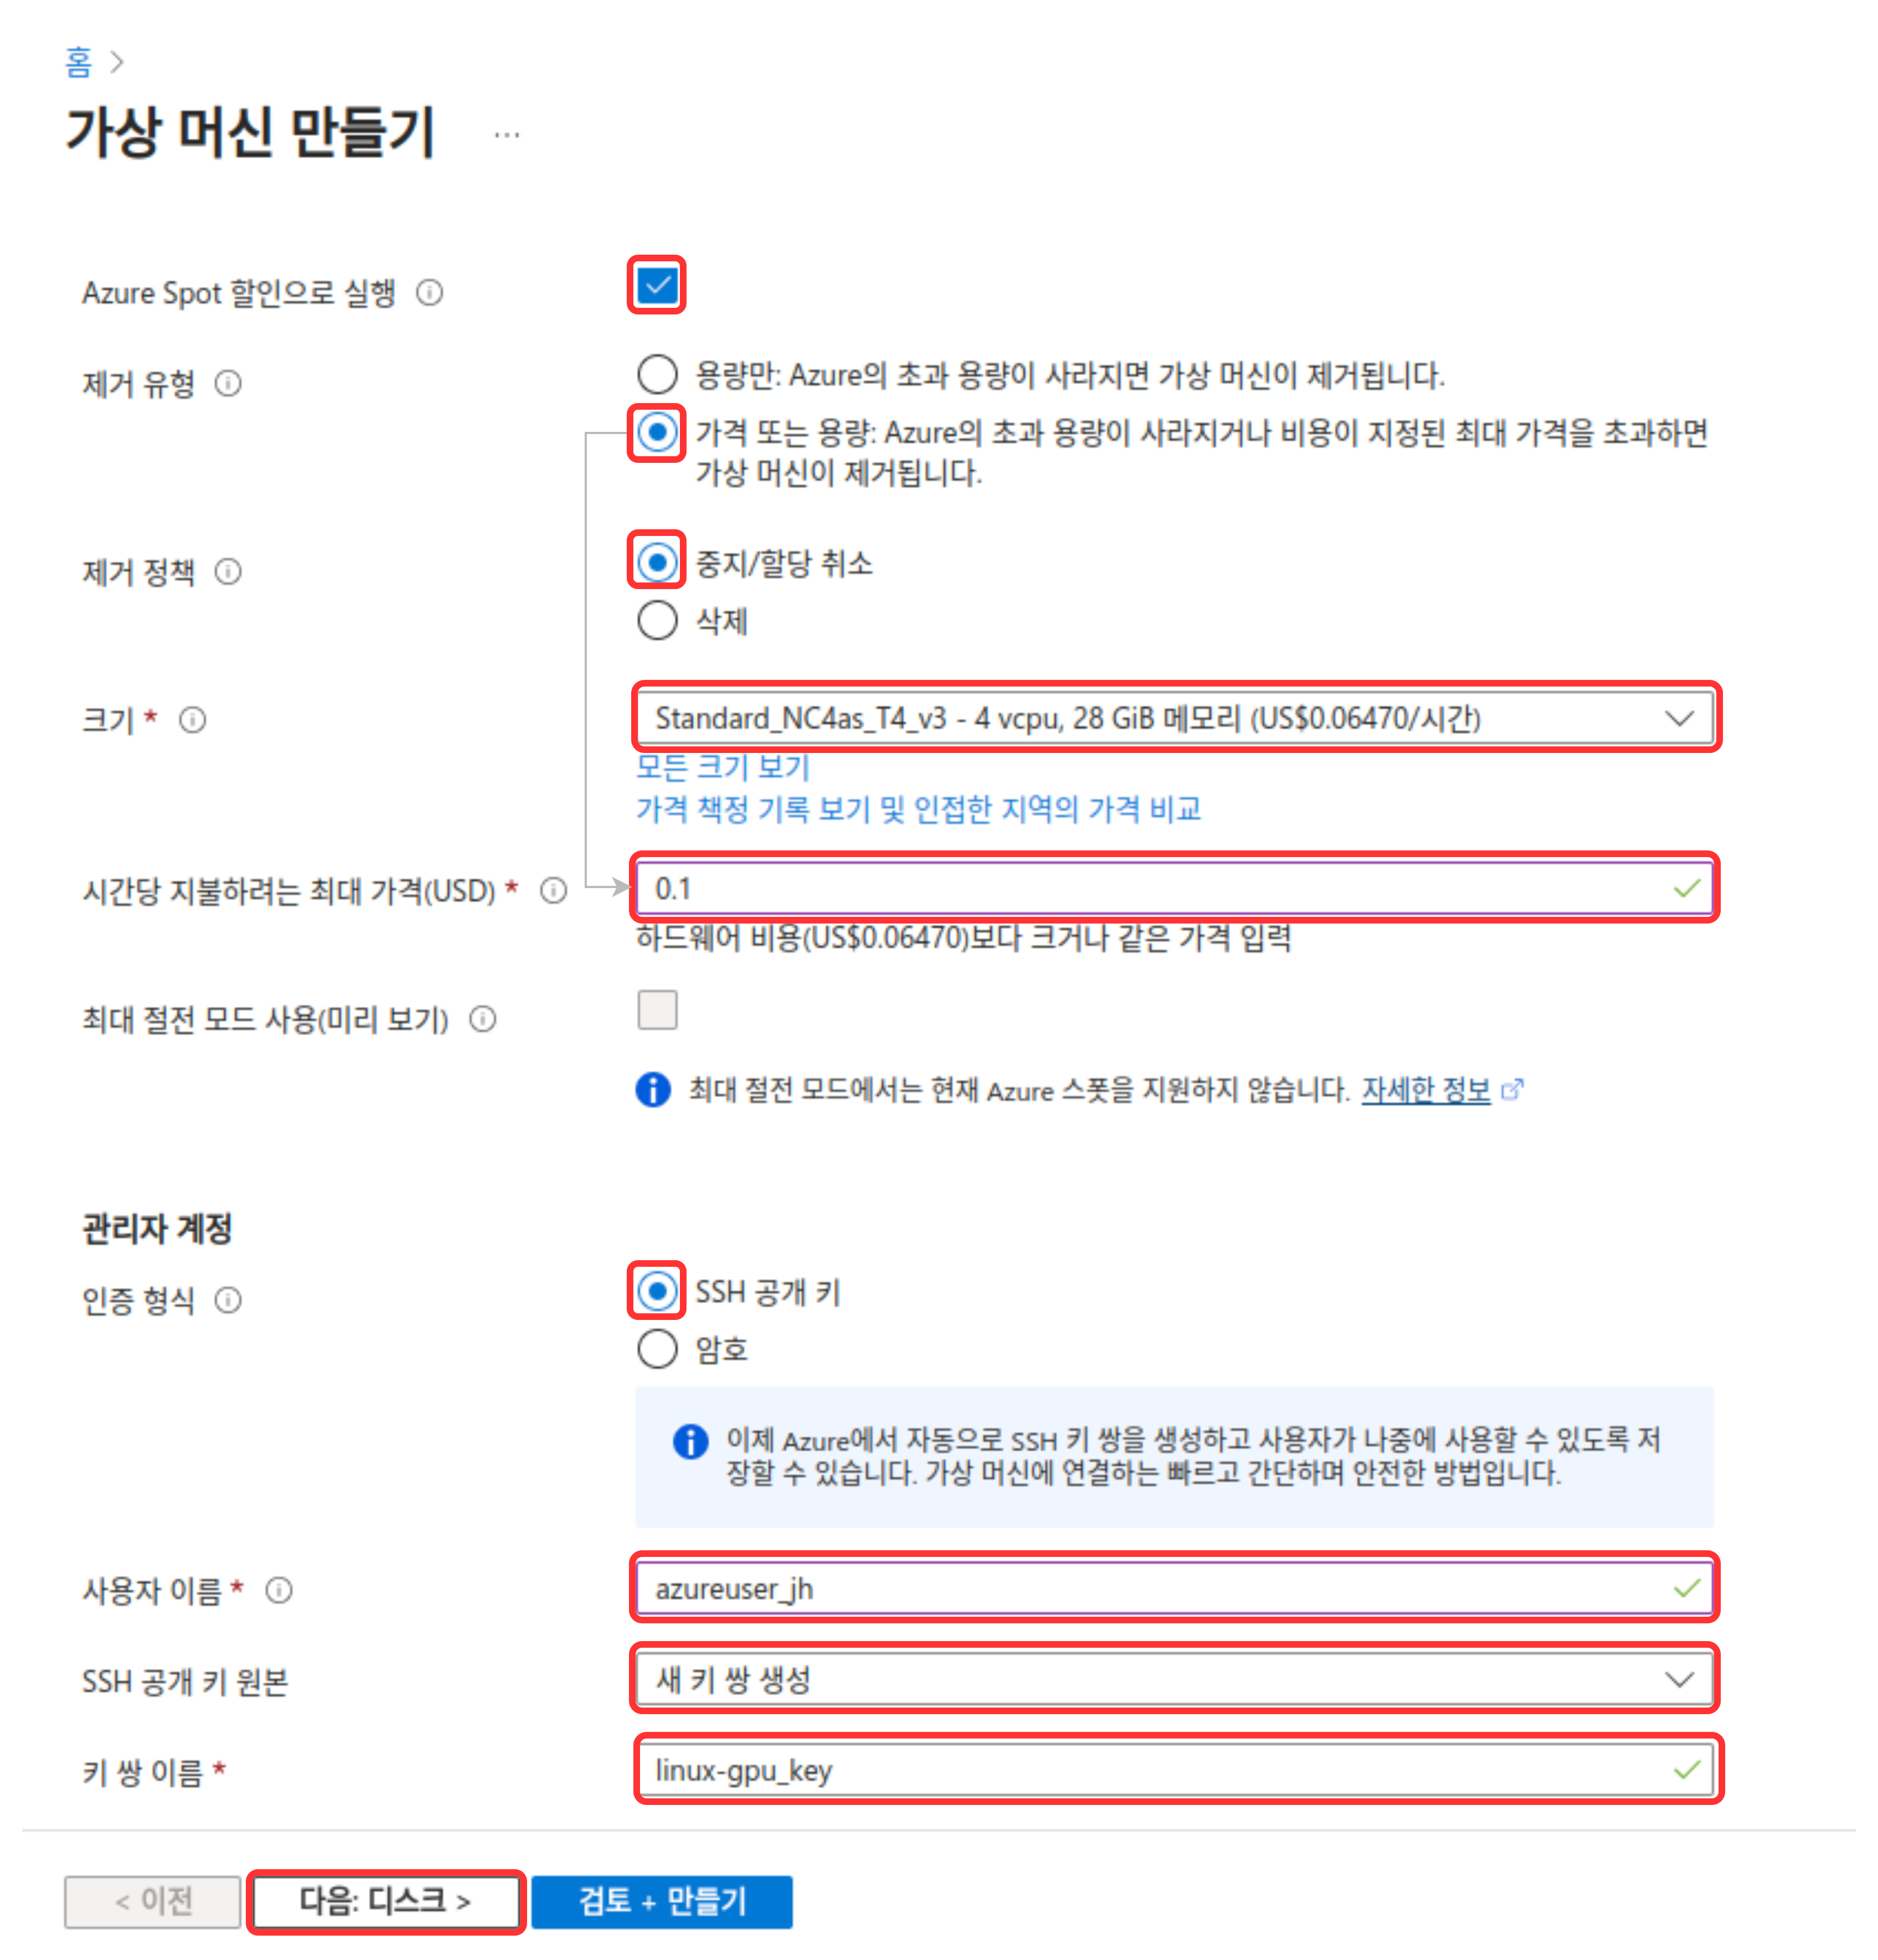 홈 >
가상 머신 만들기 ...
Azure Spot 할인으로 실행
제거 유형
용량만: Azure의 초과 용량이 사라지면 가상 머신이 제거됩니다.
가격 또는 용량: Azure의 초과 용량이 사라지거나 비용이 지정된 최대 가격을 초과하면
가상 머신이 제거됩니다.
제거 정책
중지/할당 취소
삭제
크기 *
Standard_NC4as_T4_v3 - 4 vcpu, 28 GiB 메모리 (US$0.06470/시간)
모든 크기 보기
가격 책정 기록 보기 및 인접한 지역의 가격 비교
시간당 지불하려는 최대 가격(USD) *
0.1
하드웨어 비용(US$0.06470)보다 크거나 같은 가격 입력
최대 절전 모드 사용(미리 보기)
최대 절전 모드에서는 현재 Azure 스폿을 지원하지 않습니다. 자세한 정보
관리자 계정
인증 형식
SSH 공개 키
암호
이제 Azure에서 자동으로 SSH 키 쌍을 생성하고 사용자가 나중에 사용할 수 있도록 저
장할 수 있습니다. 가상 머신에 연결하는 빠르고 간단하며 안전한 방법입니다.
사용자 이름 *
azureuser_jh
SSH 공개 키 원본
새 키 쌍 생성
키 쌍 이름 *
linux-gpu_key
< 이전
다음: 디스크 >
검토 + 만들기